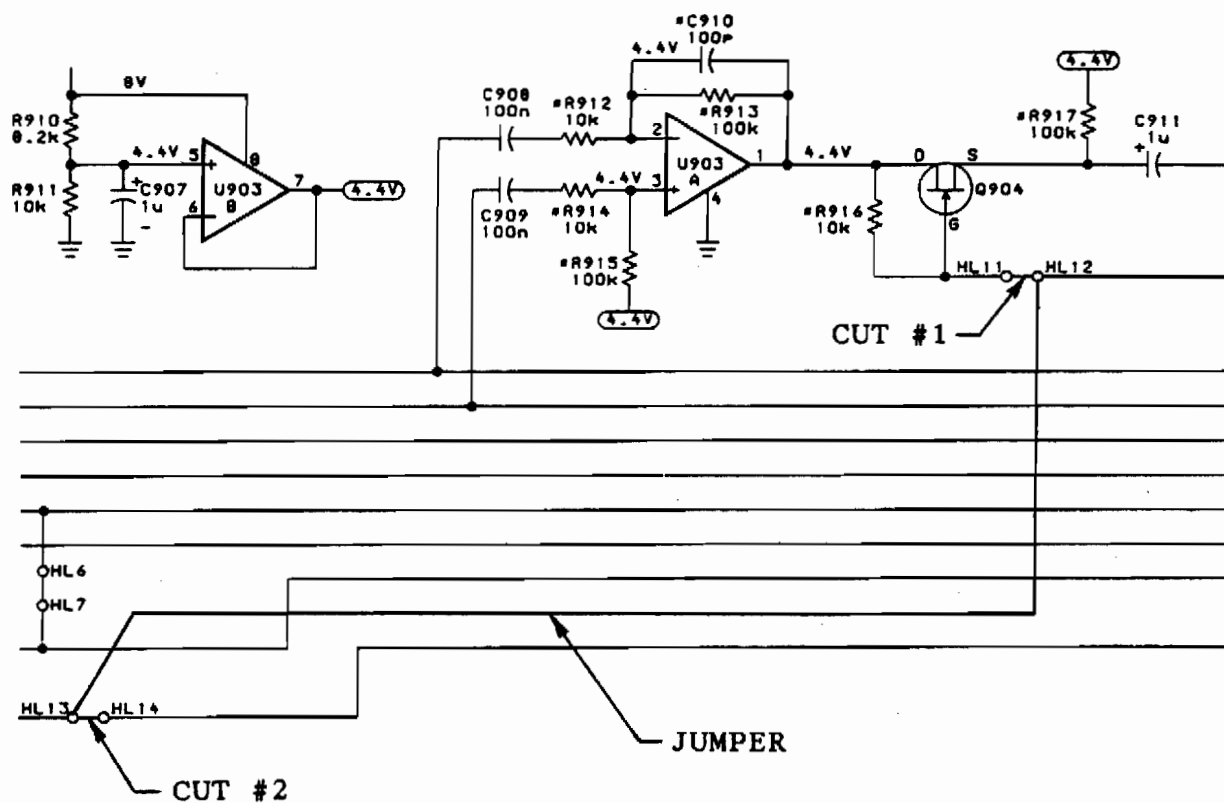 8V
R910
8.2k
4.4V
5
+
8
U903
B
7
4.4V
R911
10k
+
C907
1u
-
6
-
*C910
100p
4.4V
C908
100n
*R912
10k
*R913
100k
2
-
U903
A
1
4.4V
3
+
4
C909
100n
*R914
10k
4.4V
*R915
100k
4.4V
4.4V
*R917
100k
C911
1u
+
D
S
Q904
G
*R916
10k
HL11
HL12
CUT #1
HL6
HL7
HL13
HL14
JUMPER
CUT #2